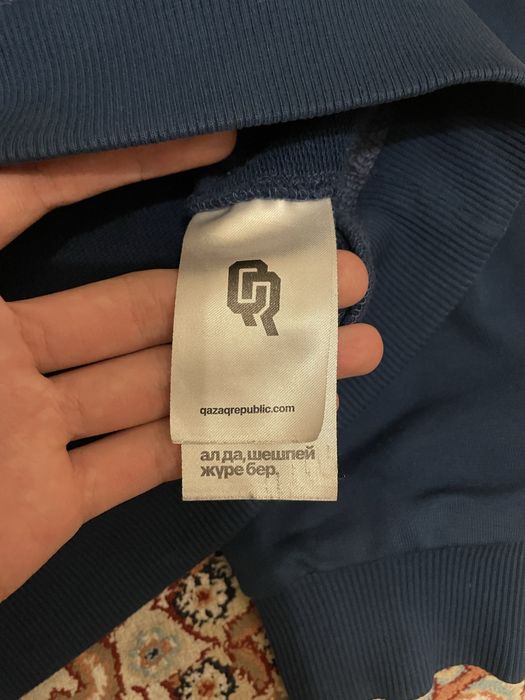 QR
qazaqrepublic.com
ал да, шешпей
жүре бер.